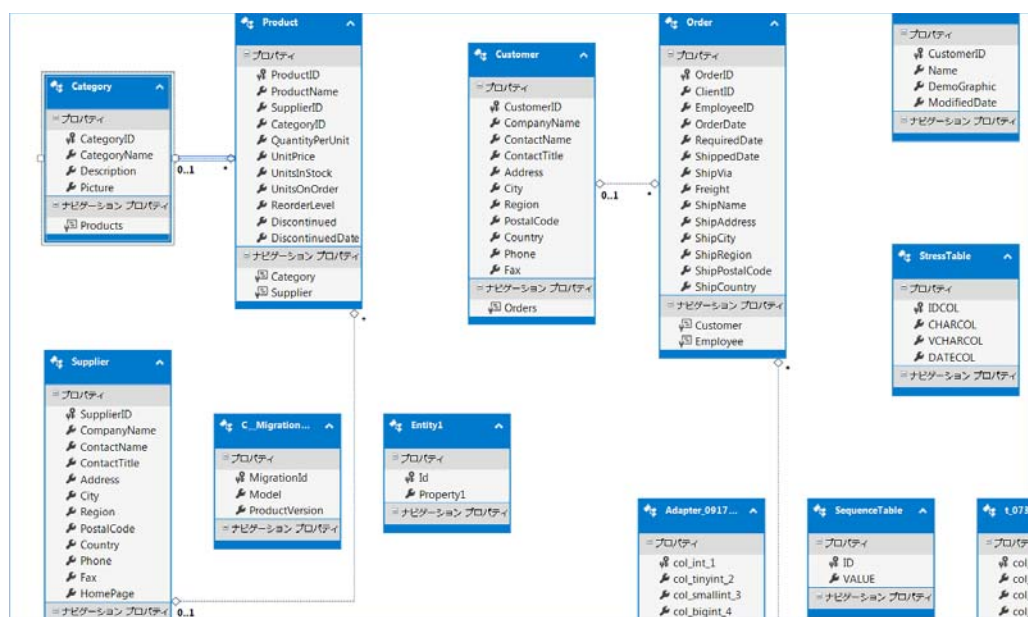 Product
プロパティ
ProductID
ProductName
SupplierID
CategoryID
QuantityPerUnit
UnitPrice
UnitsInStock
UnitsOnOrder
ReorderLevel
Discontinued
DiscontinuedDate
ナビゲーション プロパティ
Category
Supplier
Category
プロパティ
CategoryID
CategoryName
Description
Picture
ナビゲーション プロパティ
Products
0..1
*
Customer
プロパティ
CustomerID
CompanyName
ContactName
ContactTitle
Address
City
Region
PostalCode
Country
Phone
Fax
ナビゲーション プロパティ
Orders
0..1
*
Order
プロパティ
OrderID
ClientID
EmployeeID
OrderDate
RequiredDate
ShippedDate
ShipVia
Freight
ShipName
ShipAddress
ShipCity
ShipRegion
ShipPostalCode
ShipCountry
ナビゲーション プロパティ
Customer
Employee
*
プロパティ
CustomerID
Name
DemoGraphic
ModifiedDate
ナビゲーション プロパティ
StressTable
プロパティ
IDCOL
CHARCOL
VCHARCOL
DATECOL
ナビゲーション プロパティ
*
Supplier
プロパティ
SupplierID
CompanyName
ContactName
ContactTitle
Address
City
Region
PostalCode
Country
Phone
Fax
HomePage
ナビゲーション プロパティ
0..1
C__Migration...
プロパティ
MigrationId
Model
ProductVersion
ナビゲーション プロパティ
Entity1
プロパティ
Id
Property1
ナビゲーション プロパティ
Adapter_0917...
プロパティ
col_int_1
col_tinyint_2
col_smallint_3
col_bigint_4
SequenceTable
プロパティ
ID
VALUE
ナビゲーション プロパティ
t_073
プロパティ
col
col
col
col